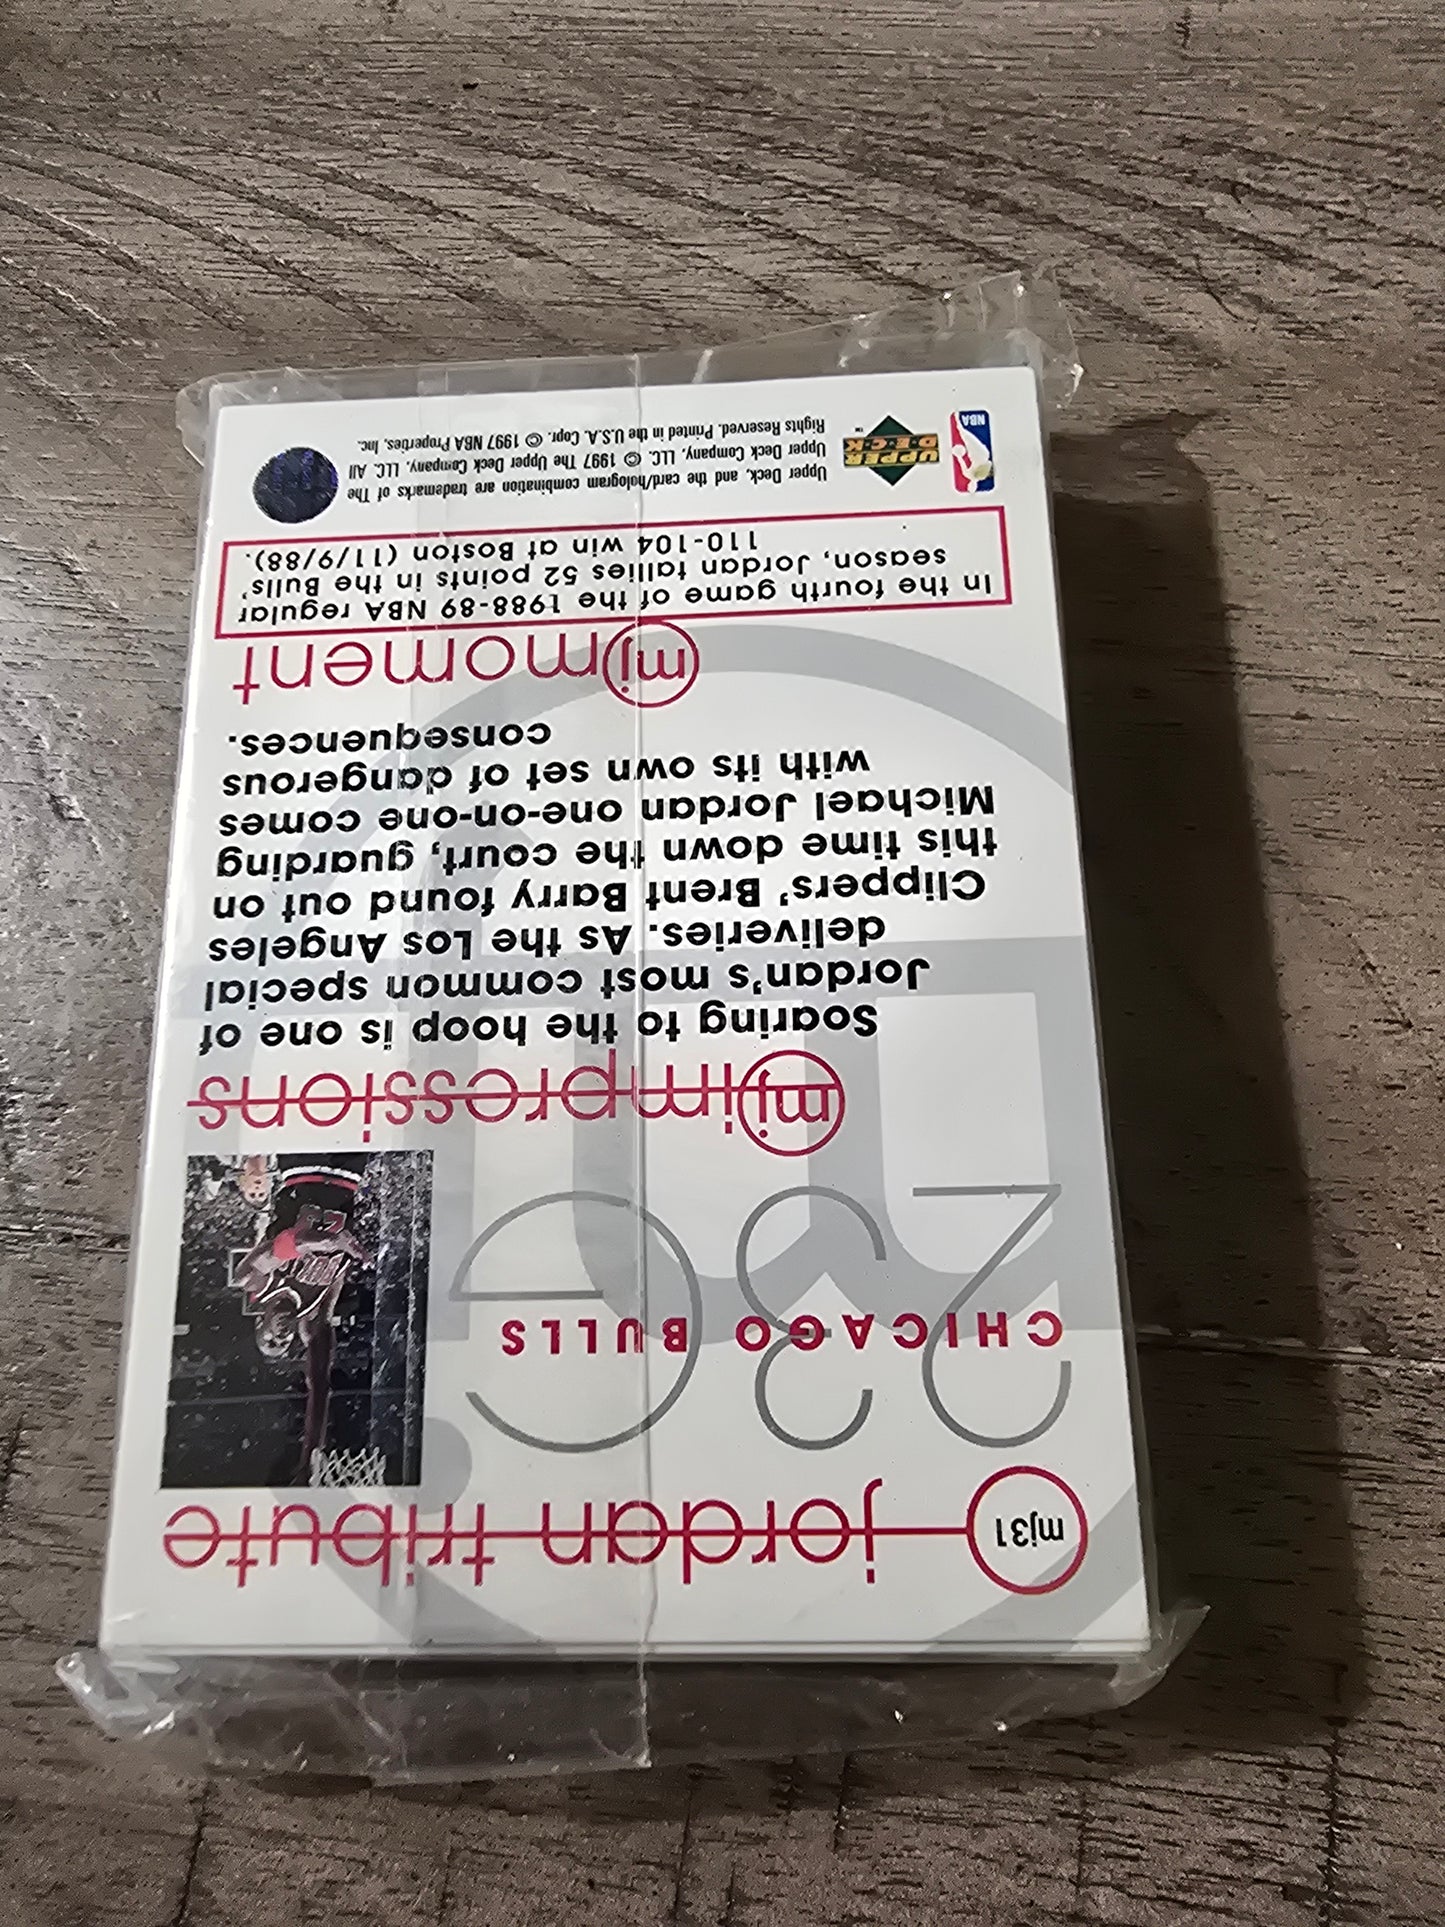 mj31 jordan tribute
23G
CHICAGO BULLS
mj impressions
Soaring to the hoop is one of
Jordan's most common special
deliveries. As the Los Angeles
Clippers' Brent Barry found out on
this time down the court, guarding
Michael Jordan one-on-one comes
with its own set of dangerous
consequences.
mj moment
In the fourth game of the 1988-89 NBA regular
season, Jordan tallies 52 points in the Bulls'
110-104 win at Boston (11/9/88).
NBA
UPPER
D·E·C·K
™
Upper Deck, and the card/hologram combination are trademarks of The
Upper Deck Company, LLC. © 1997 The Upper Deck Company, LLC. All
Rights Reserved. Printed in the U.S.A. Copr. © 1997 NBA Properties, Inc.